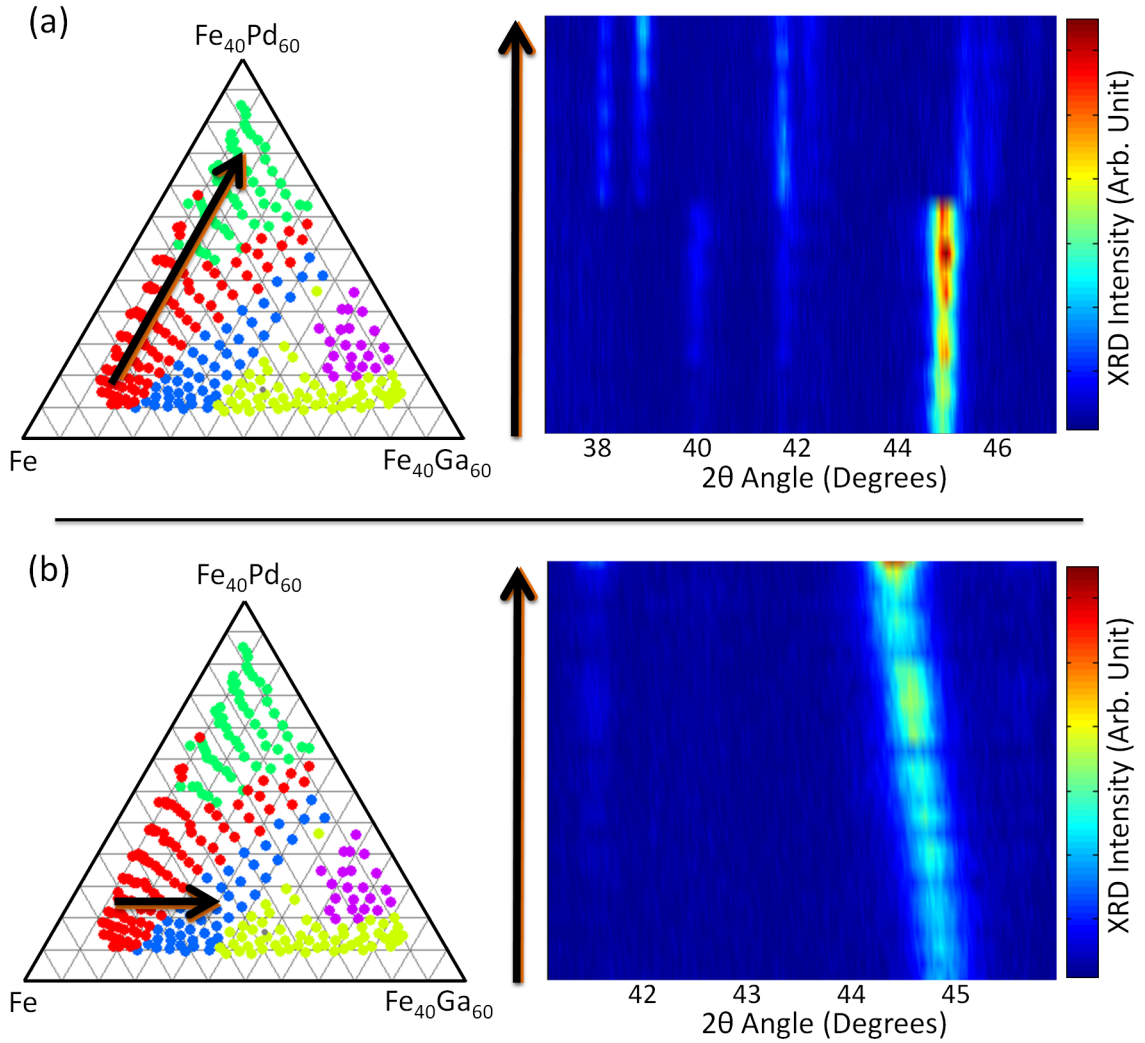 (a)
Fe₄₀Pd₆₀
Fe
Fe₄₀Ga₆₀
38 40 42 44 46
2θ Angle (Degrees)
XRD Intensity (Arb. Unit)
(b)
Fe₄₀Pd₆₀
Fe
Fe₄₀Ga₆₀
42 43 44 45
2θ Angle (Degrees)
XRD Intensity (Arb. Unit)